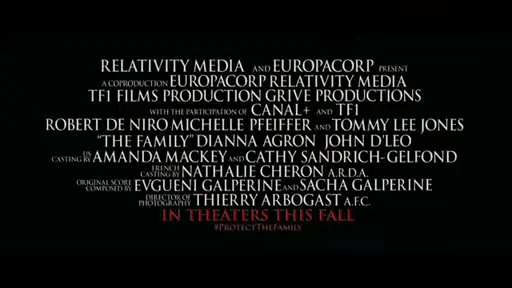 RELATIVITY MEDIA AND EUROPACORP PRESENT
A COPRODUCTION EUROPACORP RELATIVITY MEDIA
TF1 FILMS PRODUCTION GRIVE PRODUCTIONS
WITH THE PARTICIPATION OF CANAL+ AND TF1
ROBERT DE NIRO MICHELLE PFEIFFER AND TOMMY LEE JONES
"THE FAMILY" DIANNA AGRON JOHN D'LEO
US CASTING BY AMANDA MACKEY AND CATHY SANDRICH-GELFOND
FRENCH CASTING BY NATHALIE CHERON A.R.D.A.
ORIGINAL SCORE COMPOSED BY EVGUENI GALPERINE AND SACHA GALPERINE
DIRECTOR OF PHOTOGRAPHY THIERRY ARBOGAST A.F.C.
IN THEATERS THIS FALL
#PROTECTTHEFAMILY